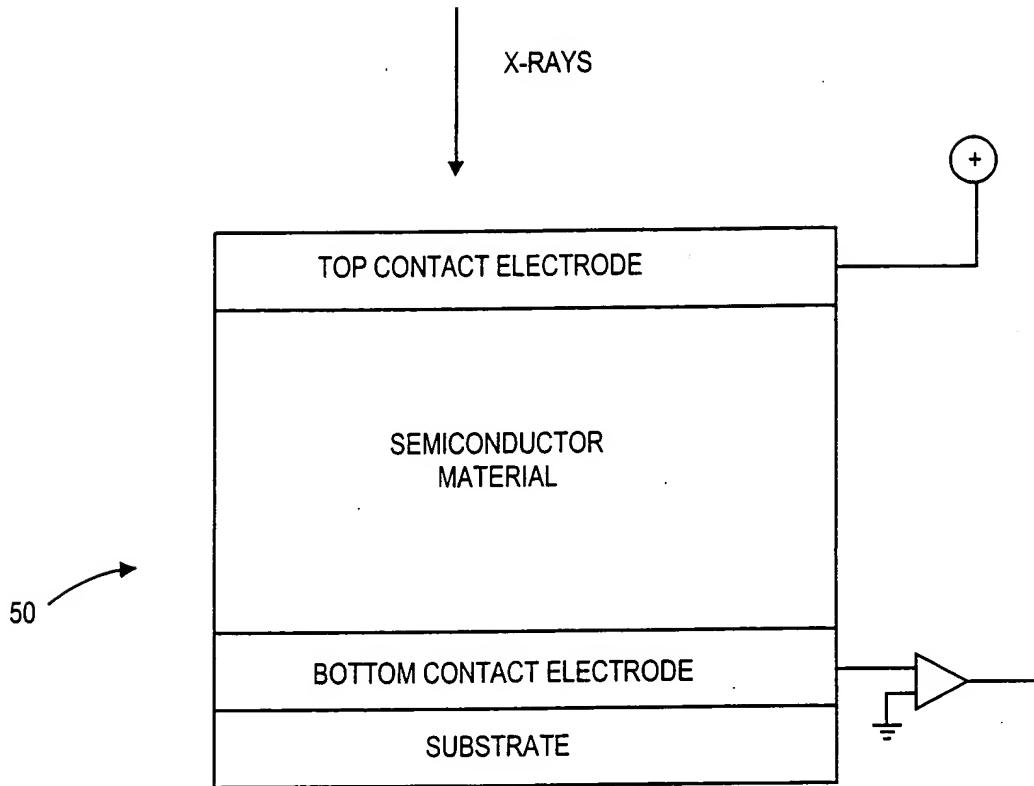 X-RAYS
+
TOP CONTACT ELECTRODE
SEMICONDUCTOR
MATERIAL
50
BOTTOM CONTACT ELECTRODE
SUBSTRATE